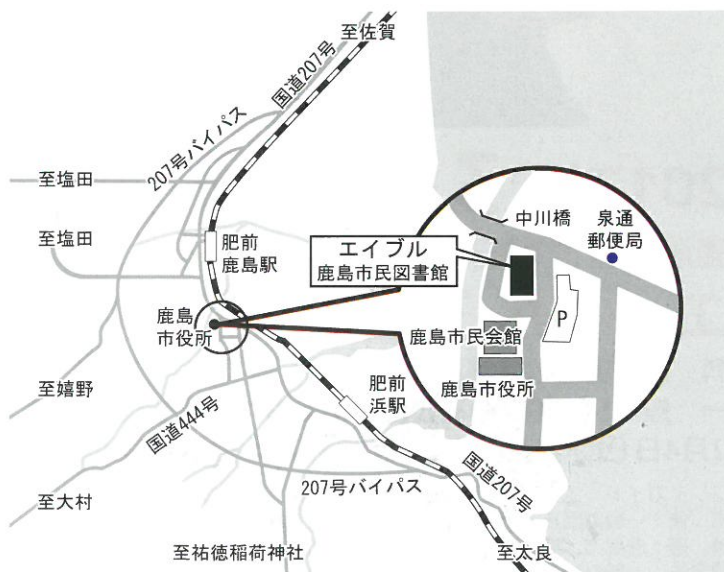 至佐賀
国道207号
207号バイパス
至塩田
至塩田
肥前
鹿島駅
エイブル
鹿島市民図書館
中川橋
泉通
郵便局
P
鹿島
市役所
鹿島市民会館
鹿島市役所
至嬉野
国道444号
肥前
浜駅
至大村
207号バイパス
国道207号
至祐徳稲荷神社
至太良